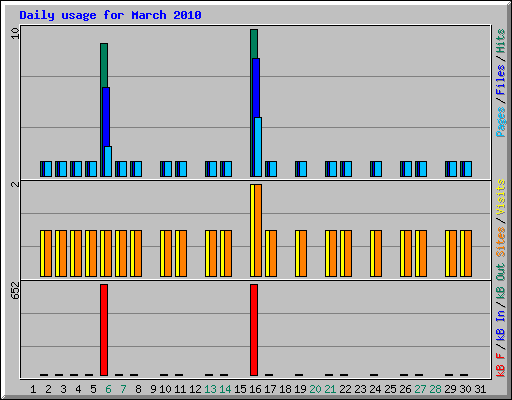 Daily usage for March 2010
10
Pages / Files / Hits
2
Sites / Visits
652
kB F / kB In / kB Out
1 2 3 4 5 6 7 8 9 10 11 12 13 14 15 16 17 18 19 20 21 22 23 24 25 26 27 28 29 30 31